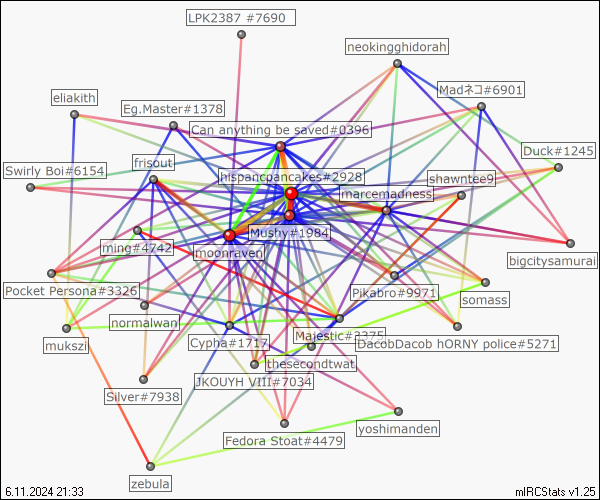 LPK2387 #7690
neokingghidorah
Madネコ#6901
eliakith
Eg.Master#1378
Can anything be saved#0396
Duck#1245
Swirly Boi#6154
frisout
hispancpancakes#2928
shawntee9
marcemadness
Mushy#1984
ming#4742
moonraven
bigcitysamurai
Pocket Persona#3326
Pikabro#9971
somass
normalwan
mukszi
Cypha#1717
Majestic#2375
DacobDacob hORNY police#5271
thesecondtwat
JKOUYH VIII#7034
Silver#7938
yoshimanden
Fedora Stoat#4479
zebula
6.11.2024 21:33
mIRCStats v1.25